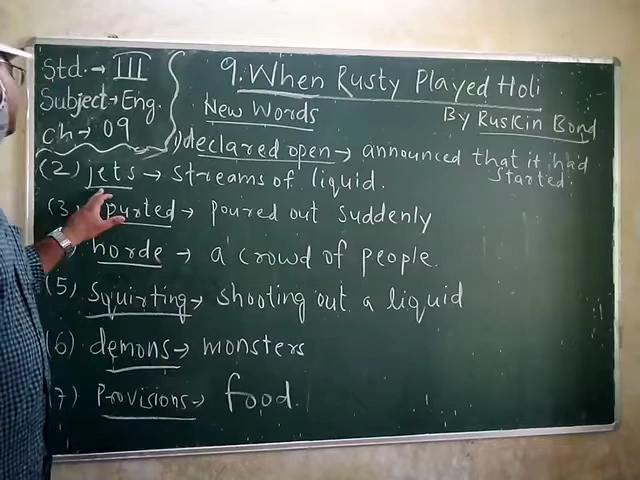 Std. → III
Subject → Eng.
Ch → 09
9. When Rusty Played Holi
New Words
By Ruskin Bond
1) declared open → announced that it had
started.
(2) jets → streams of liquid.
(3) purted → Poured out suddenly
horde → a crowd of people.
(5) Squirting → shooting out a liquid
(6) demons → monsters
(7) Provisions → food.